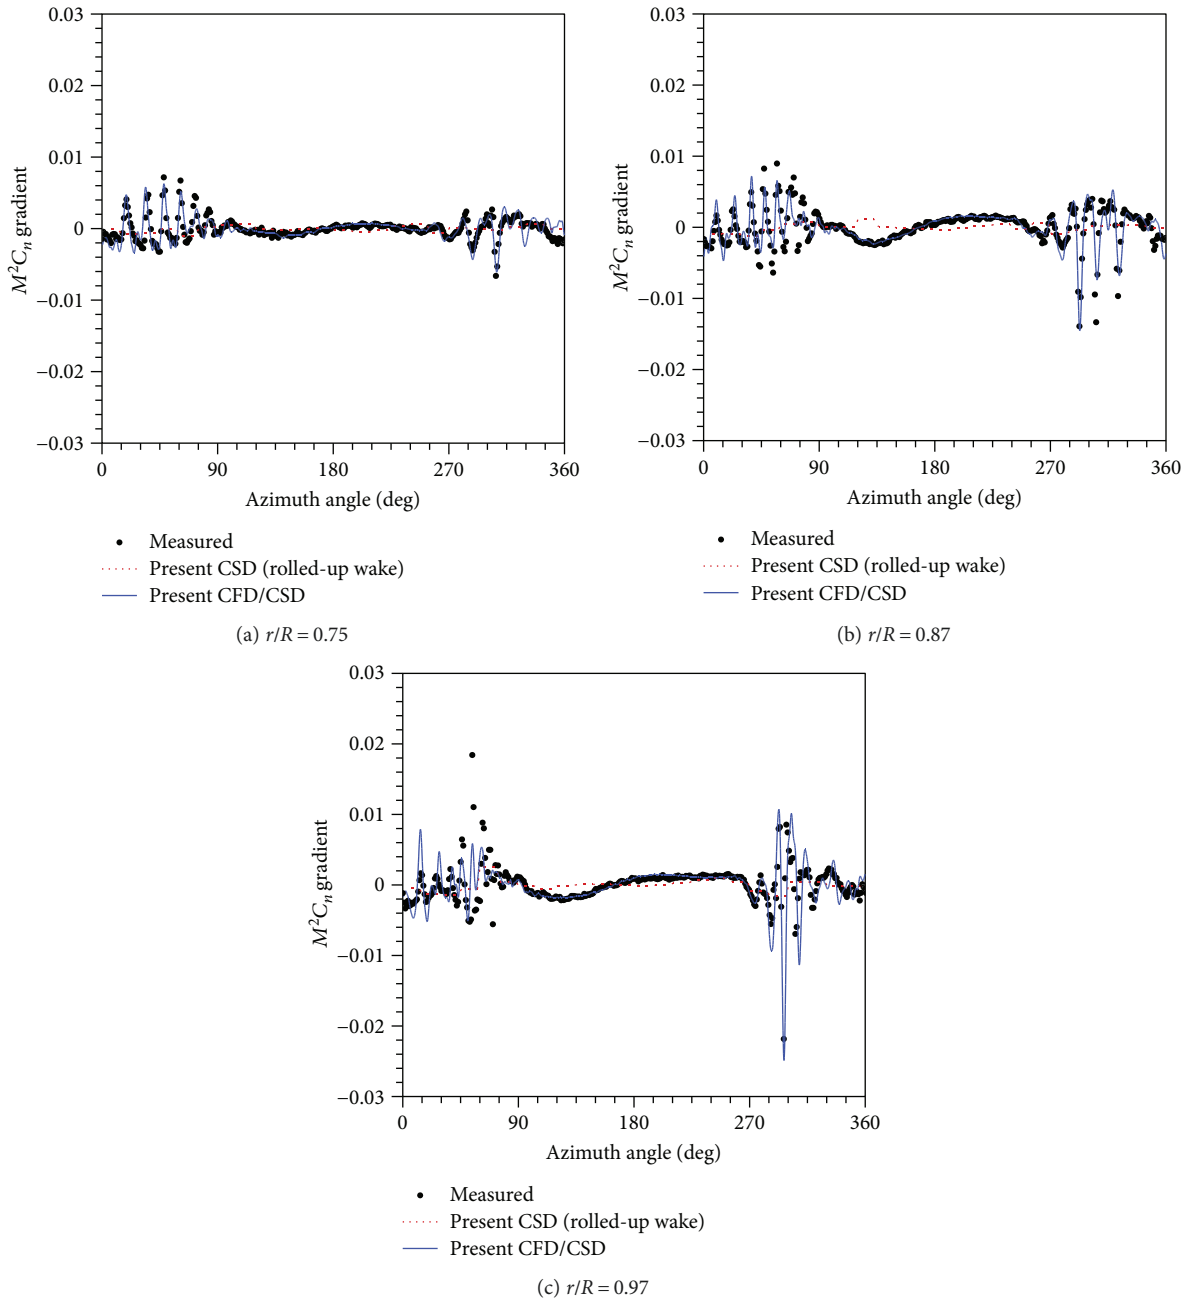 0.03
0.02
0.01
0
−0.01
−0.02
−0.03
M²Cₙ gradient
0 90 180 270 360
Azimuth angle (deg)
Measured
Present CSD (rolled-up wake)
Present CFD/CSD
(a) r/R = 0.75
0.03
0.02
0.01
0
−0.01
−0.02
−0.03
M²Cₙ gradient
0 90 180 270 360
Azimuth angle (deg)
Measured
Present CSD (rolled-up wake)
Present CFD/CSD
(b) r/R = 0.87
0.03
0.02
0.01
0
−0.01
−0.02
−0.03
M²Cₙ gradient
0 90 180 270 360
Azimuth angle (deg)
Measured
Present CSD (rolled-up wake)
Present CFD/CSD
(c) r/R = 0.97